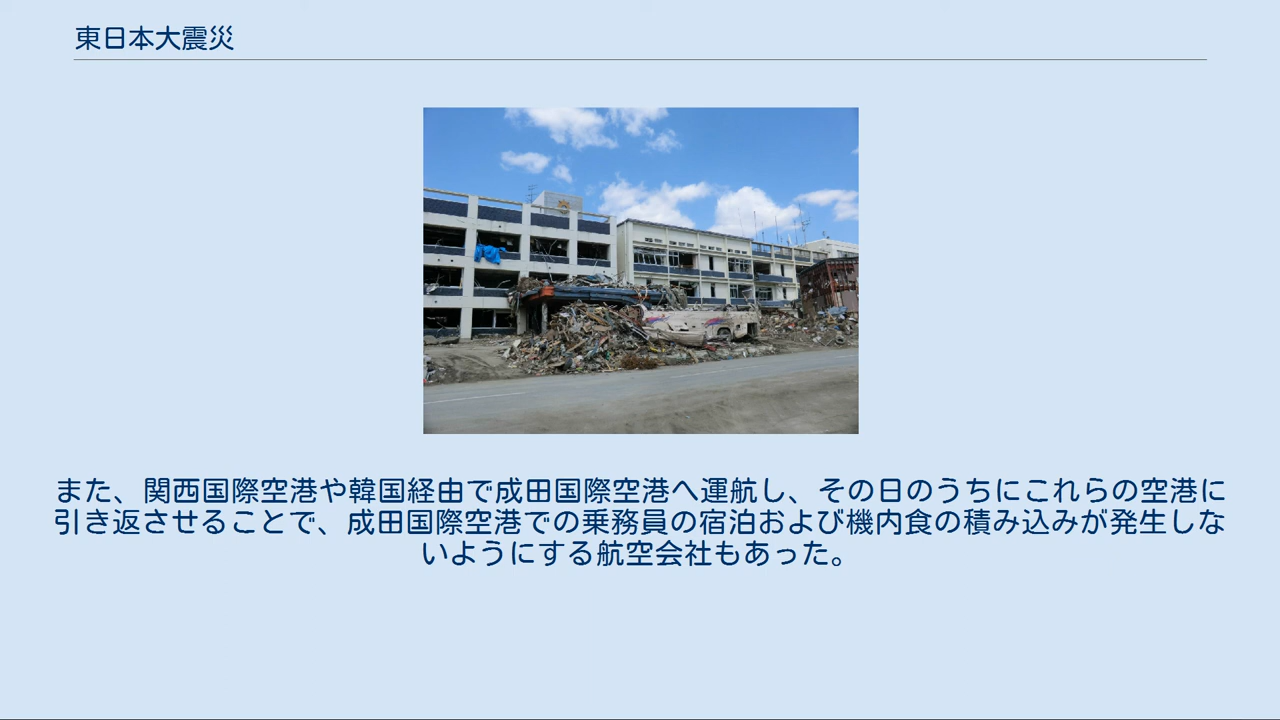 東日本大震災
また、関西国際空港や韓国経由で成田国際空港へ運航し、その日のうちにこれらの空港に
引き返させることで、成田国際空港での乗務員の宿泊および機内食の積み込みが発生しな
いようにする航空会社もあった。